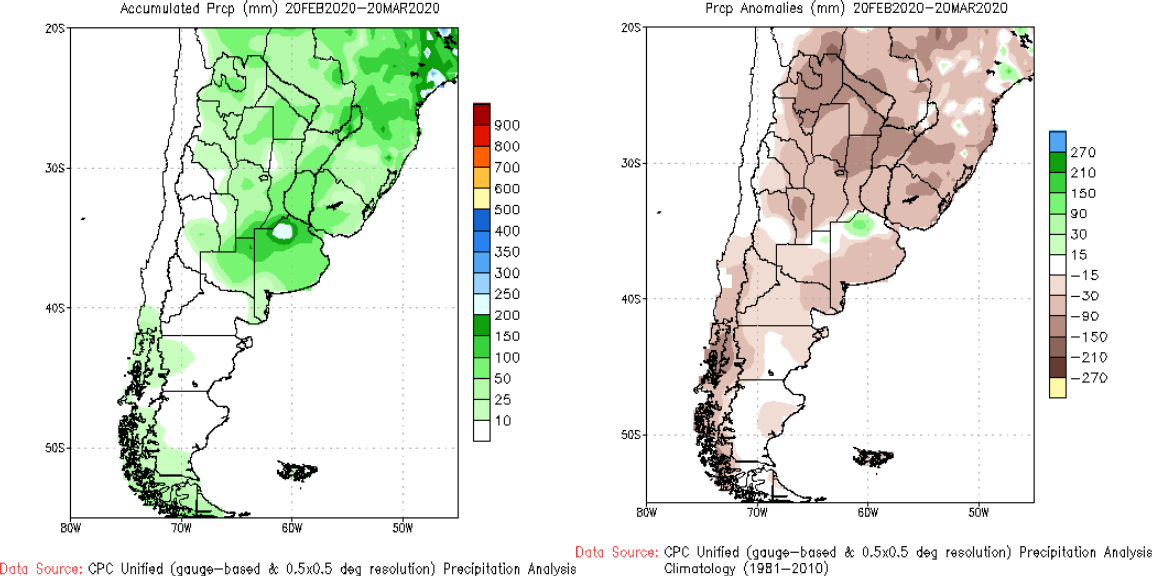 Accumulated Prcp (mm) 20FEB2020-20MAR2020
20S
30S
40S
50S
80W
70W
60W
50W
900
800
700
600
500
400
350
300
250
200
150
100
50
25
10
Data Source: CPC Unified (gauge-based & 0.5x0.5 deg resolution) Precipitation Analysis
Prcp Anomalies (mm) 20FEB2020-20MAR2020
20S
30S
40S
50S
80W
70W
60W
50W
270
210
150
90
30
15
-15
-30
-90
-150
-210
-270
Data Source: CPC Unified (gauge-based & 0.5x0.5 deg resolution) Precipitation Analysis
Climatology (1981-2010)